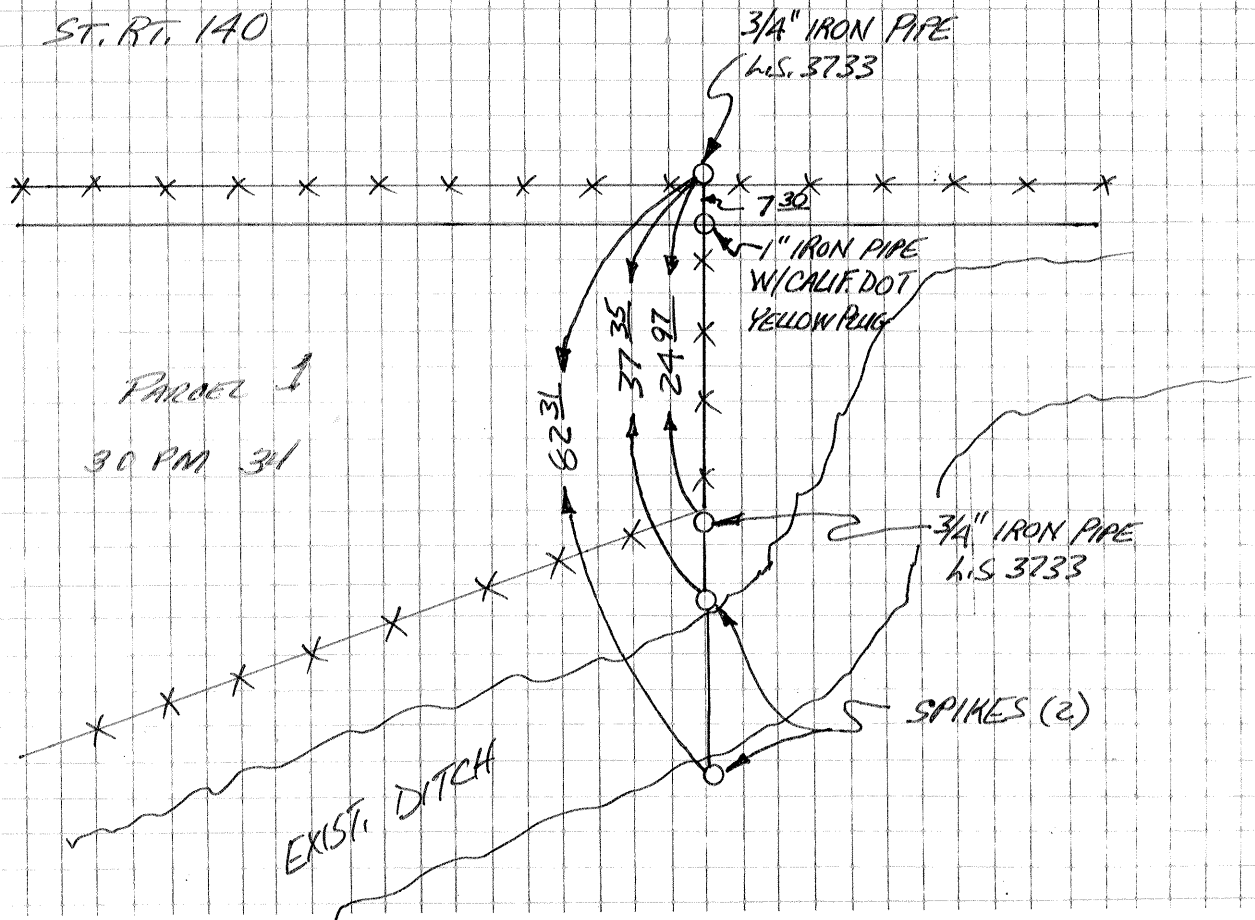 ST. RT. 140
3/4" IRON PIPE
L.S. 3733
7 30
1" IRON PIPE
W/CALIF. DOT
YELLOW PLUG
62 31
37 35
24 97
PARCEL 1
30 PM 34
3/4" IRON PIPE
L.S 3733
SPIKES (2)
EXIST. DITCH